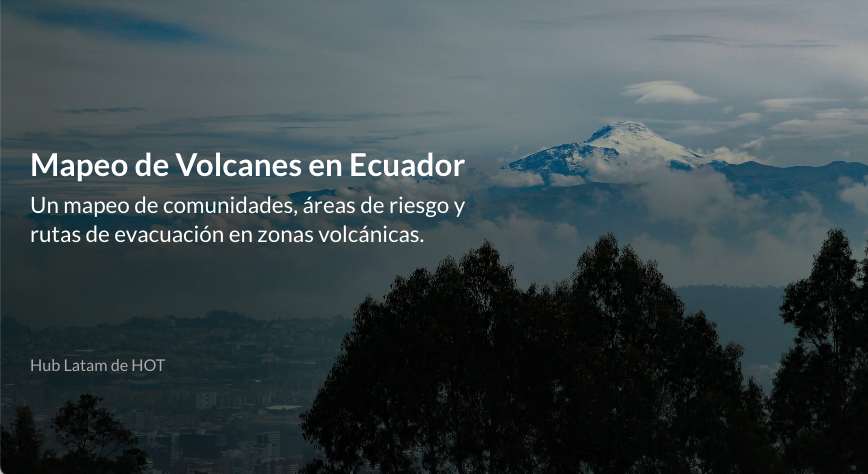 Mapeo de Volcanes en Ecuador
Un mapeo de comunidades, áreas de riesgo y
rutas de evacuación en zonas volcánicas.
Hub Latam de HOT